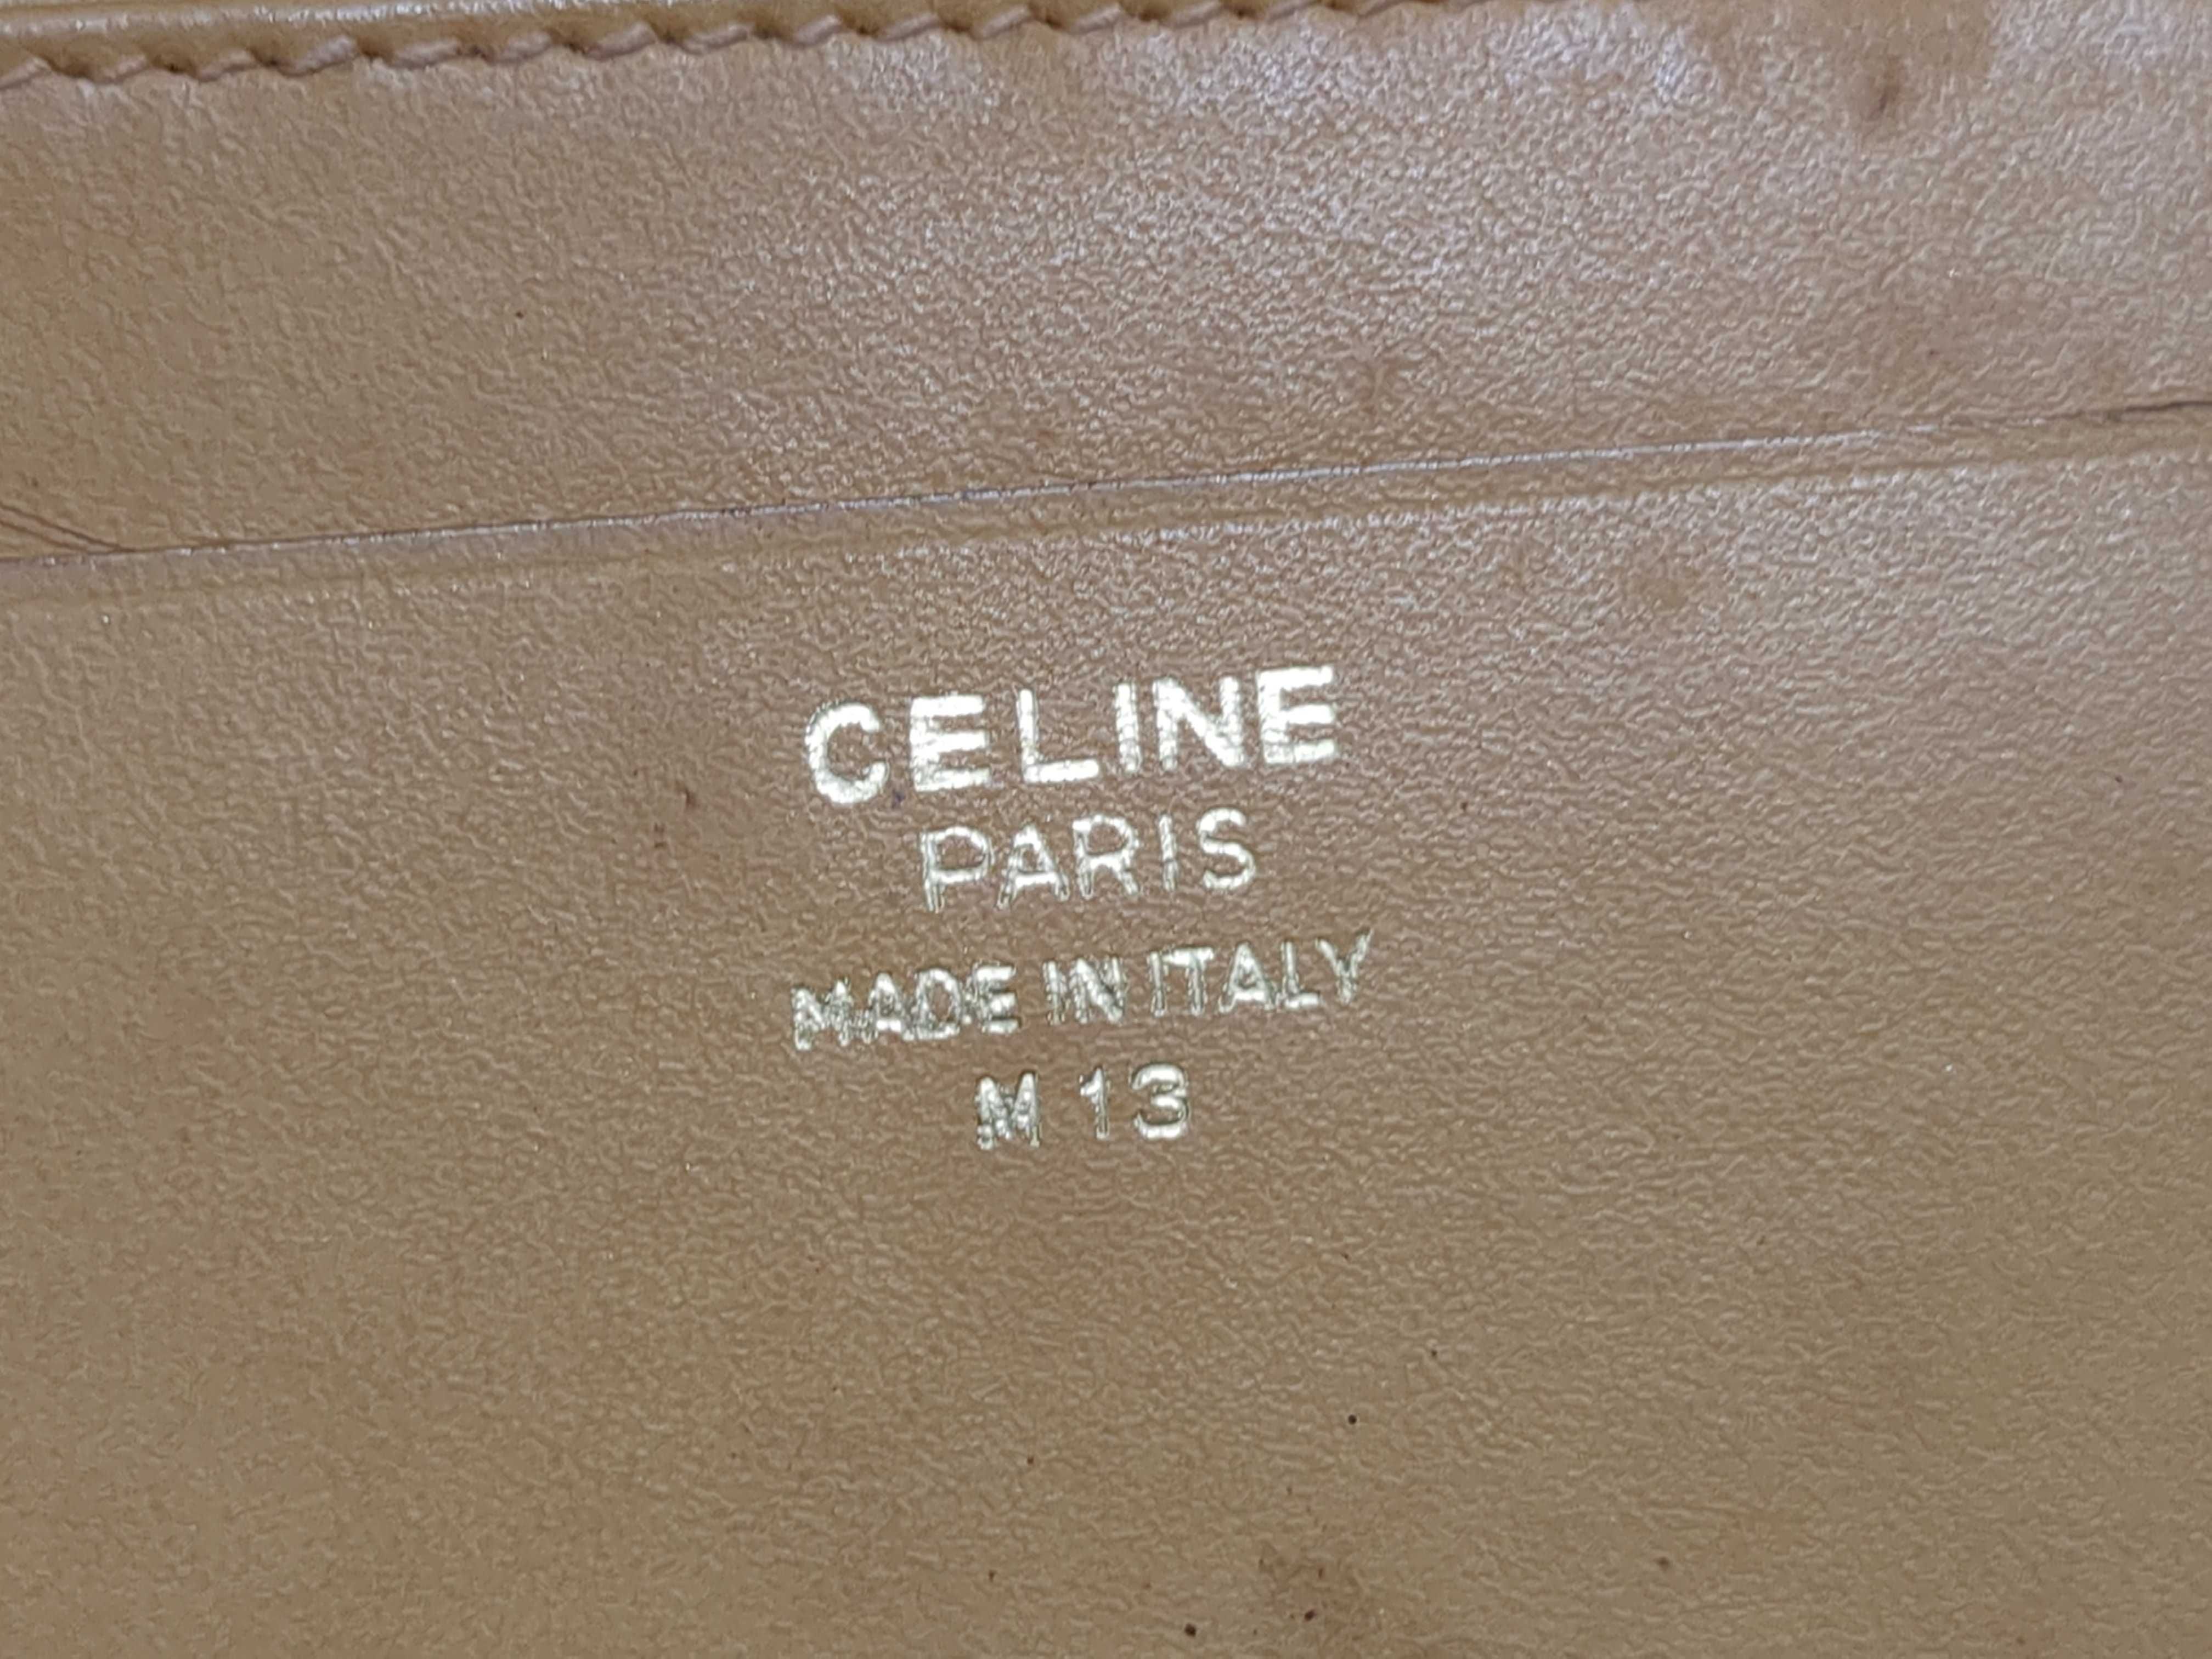 CELINE
PARIS
MADE IN ITALY
M 13